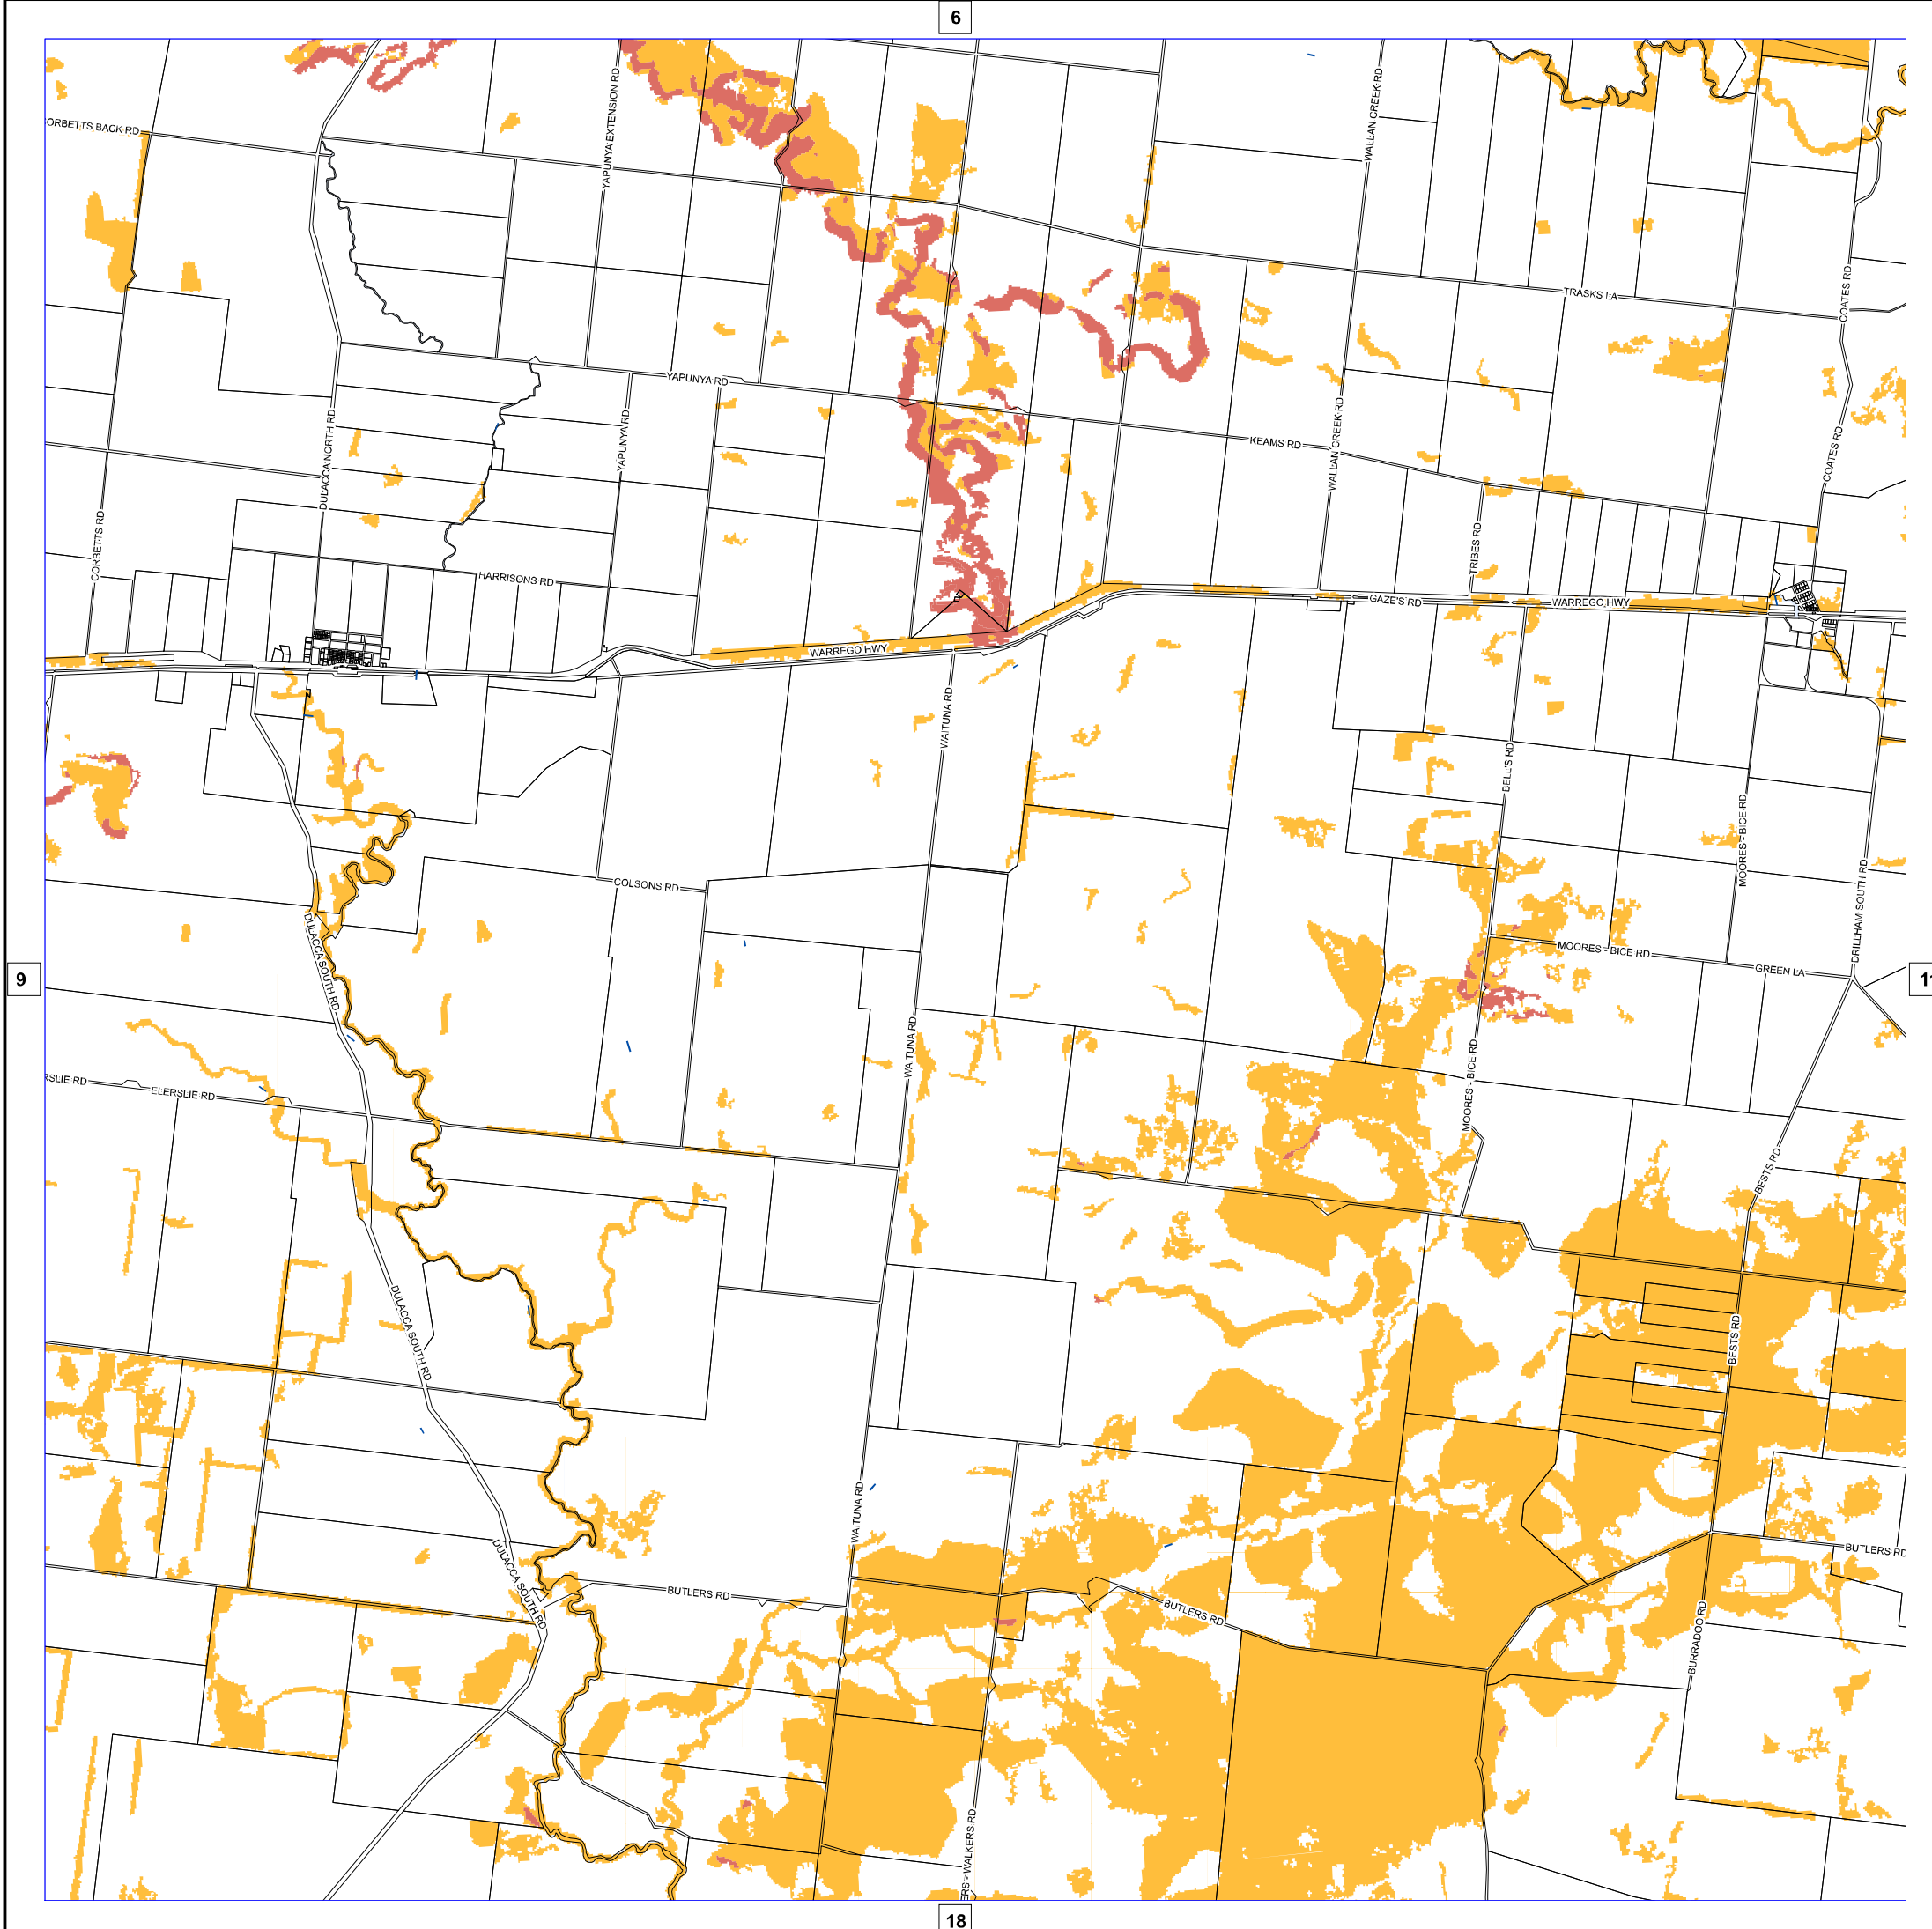 6
CORBETTS BACK RD
YAPUNYA EXTENSION RD
WALLAN CREEK RD
TRASKS LA
COATES RD
YAPUNYA RD
DULACCA NORTH RD
YAPUNYA RD
WALLAN CREEK RD
KEAMS RD
COATES RD
CORBETTS RD
HARRISONS RD
TRIBES RD
GAZE'S RD
WARREGO HWY
WARREGO HWY
WAITUNA RD
BELL'S RD
MOORES - BICE RD
COLSONS RD
DRILLHAM SOUTH RD
DULACCA SOUTH RD
MOORES - BICE RD
GREEN LA
9
11
WAITUNA RD
MOORES - BICE RD
RSLIE RD
ELERSLIE RD
BESTS RD
DULACCA SOUTH RD
BESTS RD
WAITUNA RD
DULACCA SOUTH RD
BUTLERS RD
BUTLERS RD
BUTLERS RD
BURRADOO RD
ERS - WALKERS RD
18